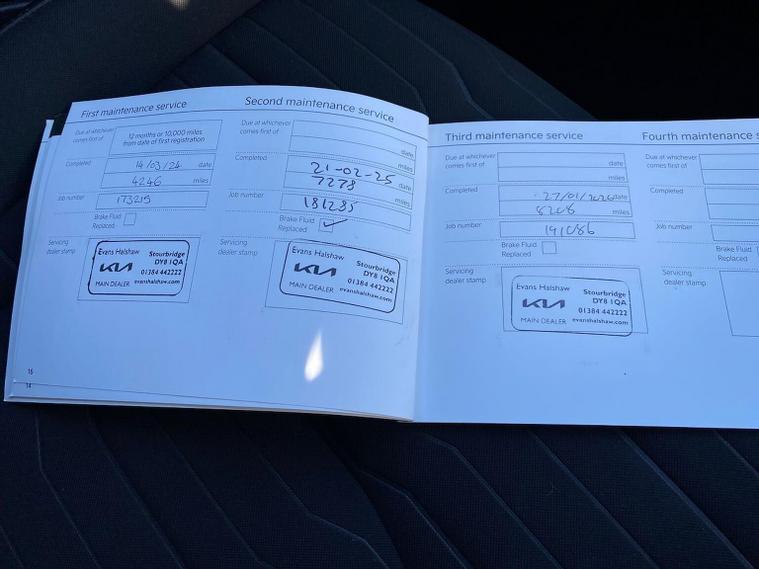 First maintenance service
Due at whichever
comes first of
12 months or 10,000 miles
from date of first registration
Completed
14/03/24 date
4246 miles
Job number
173215
Brake Fluid
Replaced
Servicing
dealer stamp
Evans Halshaw
KIA
MAIN DEALER
Stourbridge
DY8 1QA
01384 442222
evanshalshaw.com
16
14
Second maintenance service
Due at whichever
comes first of
date
miles
Completed
21-02-25 date
7278 miles
Job number
181285
Brake Fluid
Replaced
Servicing
dealer stamp
Evans Halshaw
KIA
MAIN DEALER
Stourbridge
DY8 1QA
01384 442222
evanshalshaw.com
Third maintenance service
Due at whichever
comes first of
date
miles
Completed
27/01/2026 date
8208 miles
Job number
191086
Brake Fluid
Replaced
Servicing
dealer stamp
Evans Halshaw
KIA
MAIN DEALER
Stourbridge
DY8 1QA
01384 442222
evanshalshaw.com
Fourth maintenance s
Due at whichever
comes first of
Completed
Job number
Brake Fluid
Replaced
Servicing
dealer stamp